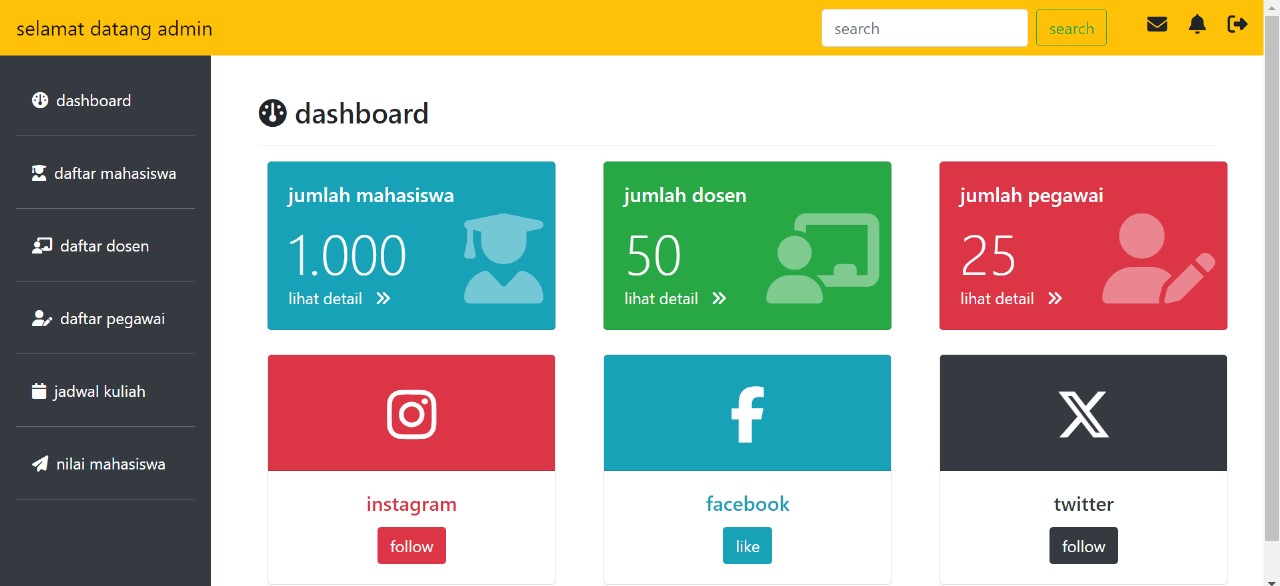 selamat datang admin
search
search
dashboard
daftar mahasiswa
daftar dosen
daftar pegawai
jadwal kuliah
nilai mahasiswa
dashboard
jumlah mahasiswa
1.000
lihat detail
jumlah dosen
50
lihat detail
jumlah pegawai
25
lihat detail
instagram
follow
facebook
like
twitter
follow